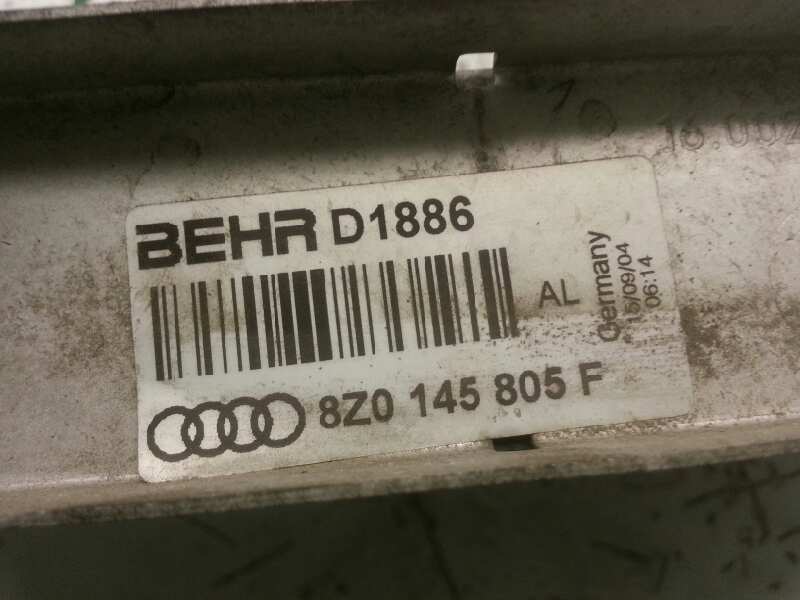 BEHR D1886
AL
Germany
15/09/04
06:14
8Z0 145 805 F